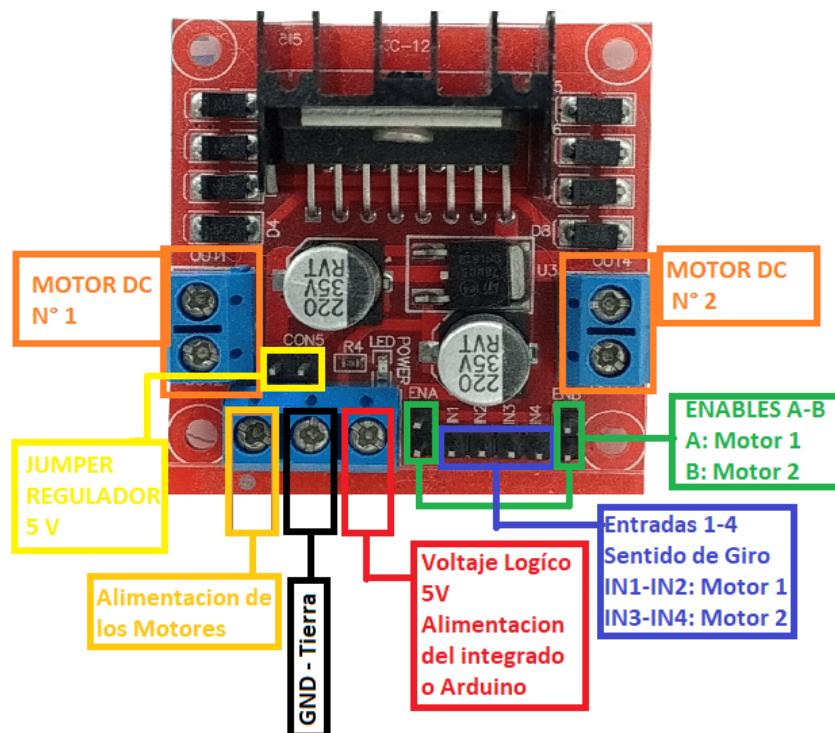 D4
D8
OUT1
OUT4
MOTOR DC
N° 1
MOTOR DC
N° 2
U3
220
35V
RVT
220
35V
RVT
CON5
R4
LED
POWER
ENA
ENB
IN1
IN2
IN3
IN4
JUMPER
REGULADOR
5 V
ENABLES A-B
A: Motor 1
B: Motor 2
Alimentacion de
los Motores
GND - Tierra
Voltaje Logíco
5V
Alimentacion
del integrado
o Arduino
Entradas 1-4
Sentido de Giro
IN1-IN2: Motor 1
IN3-IN4: Motor 2